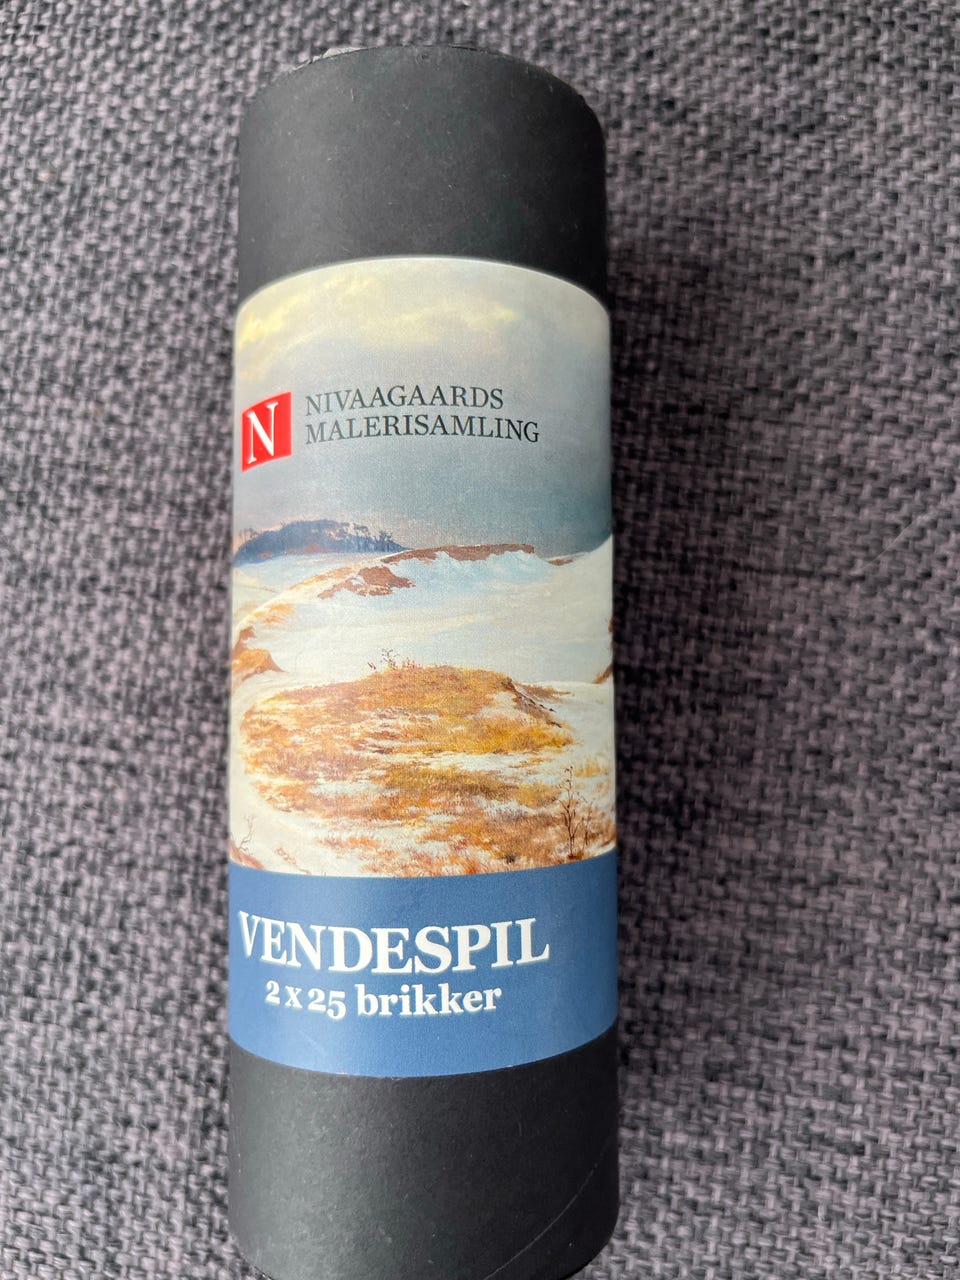 N
NIVAAGAARDS
MALERISAMLING
VENDESPIL
2 x 25 brikker